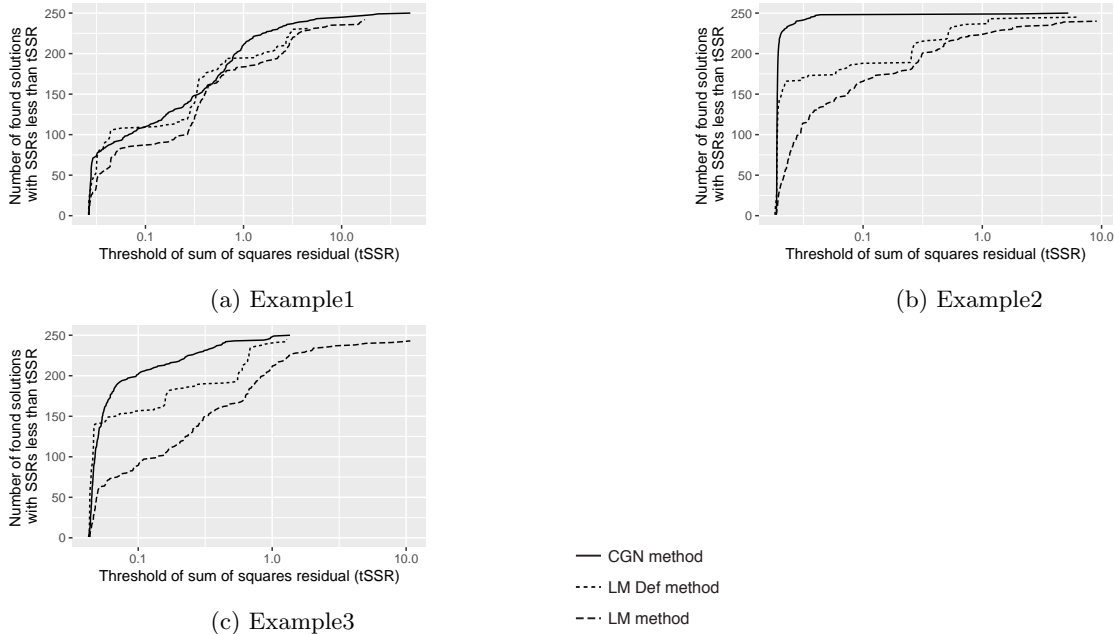 Number of found solutions
with SSRs less than tSSR
250
200
150
100
50
0
0.1
1.0
10.0
Threshold of sum of squares residual (tSSR)
(a) Example1
Number of found solutions
with SSRs less than tSSR
250
200
150
100
50
0
0.1
1.0
10.0
Threshold of sum of squares residual (tSSR)
(b) Example2
Number of found solutions
with SSRs less than tSSR
250
200
150
100
50
0
0.1
1.0
10.0
Threshold of sum of squares residual (tSSR)
(c) Example3
CGN method
LM Def method
LM method